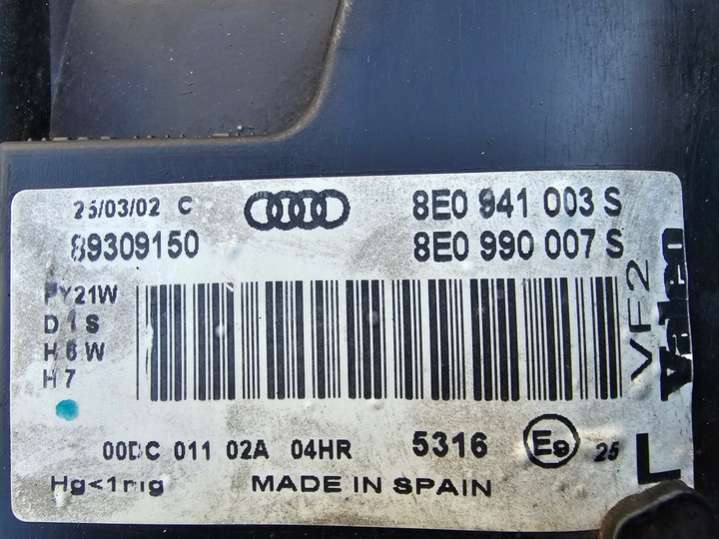 25/03/02 C
8E0 941 003 S
89309150
8E0 990 007 S
PY21W
D1S
H6W
H7
VF2
Valeo
00DC 011 02A 04HR 5316 E9 25
L
Hg<1mg
MADE IN SPAIN